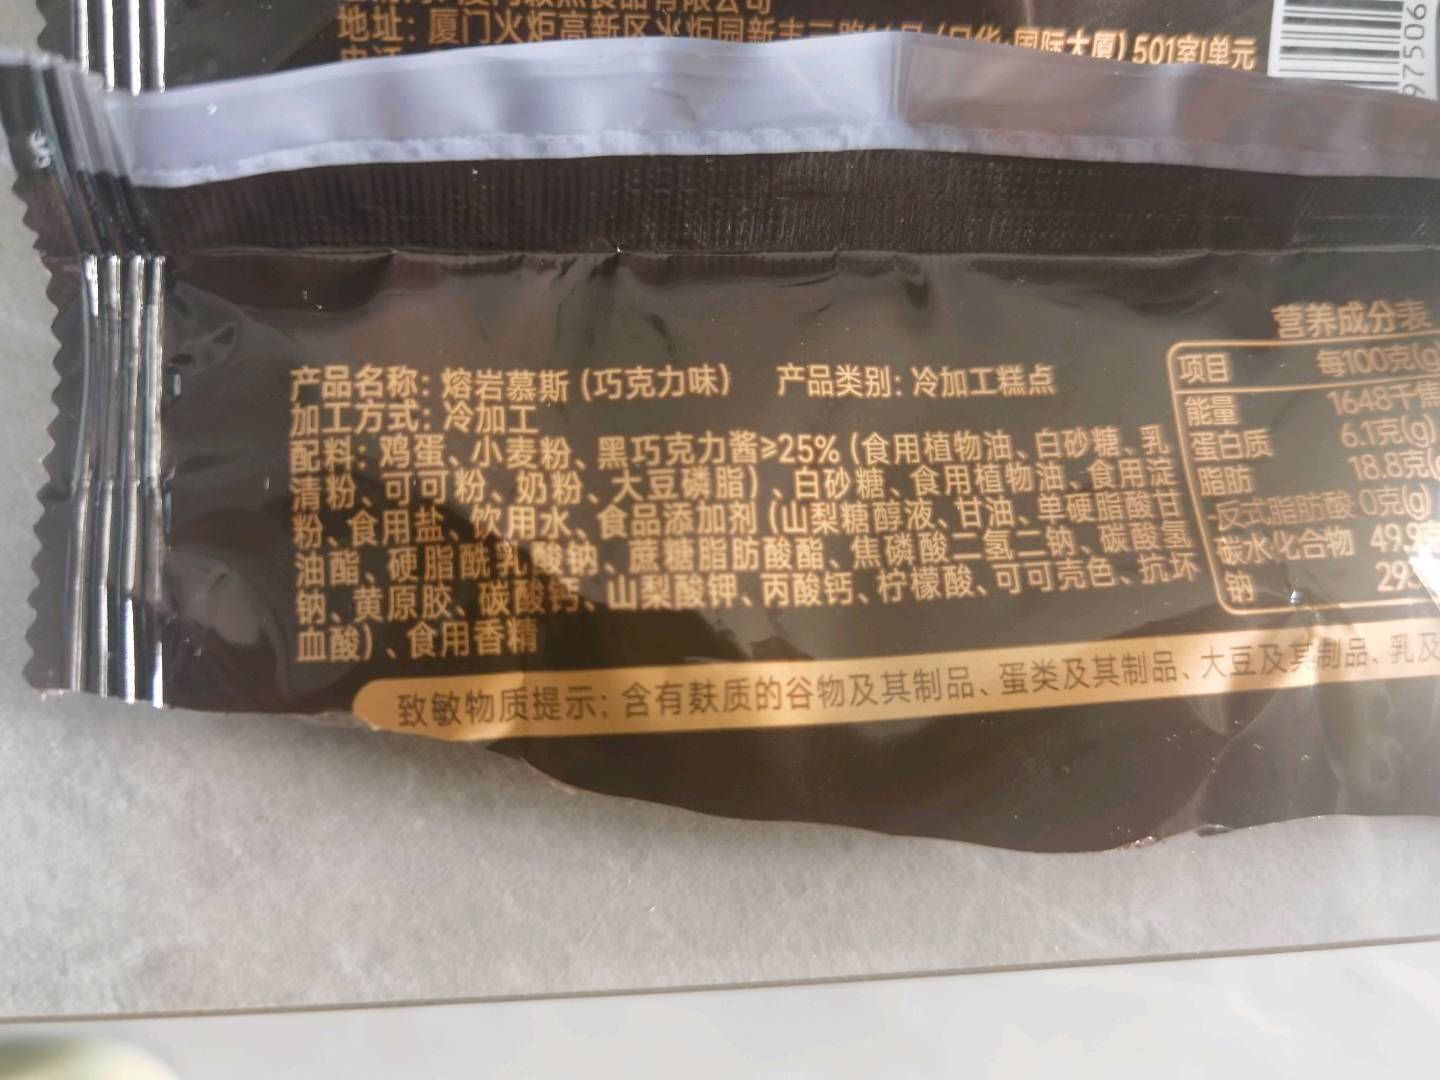 地址：厦门火炬高新区火炬园新丰三路 国际大厦) 501室I单元
产品名称：熔岩慕斯（巧克力味） 产品类别：冷加工糕点
加工方式：冷加工
配料：鸡蛋、小麦粉、黑巧克力酱≥25%（食用植物油、白砂糖、乳
清粉、可可粉、奶粉、大豆磷脂）、白砂糖、食用植物油、食用淀
粉、食用盐、饮用水、食品添加剂（山梨糖醇液、甘油、单硬脂酸甘
油酯、硬脂酰乳酸钠、蔗糖脂肪酸酯、焦磷酸二氢二钠、碳酸氢
钠、黄原胶、碳酸钙、山梨酸钾、丙酸钙、柠檬酸、可可壳色、抗坏
血酸）、食用香精
致敏物质提示：含有麸质的谷物及其制品、蛋类及其制品、大豆及其制品、乳及
营养成分表
项目 每100克(g)
能量 1648千焦
蛋白质 6.1克(g)
脂肪 18.8克(
-反式脂肪酸 0克(g)
碳水化合物 49.9克
钠 293
97506